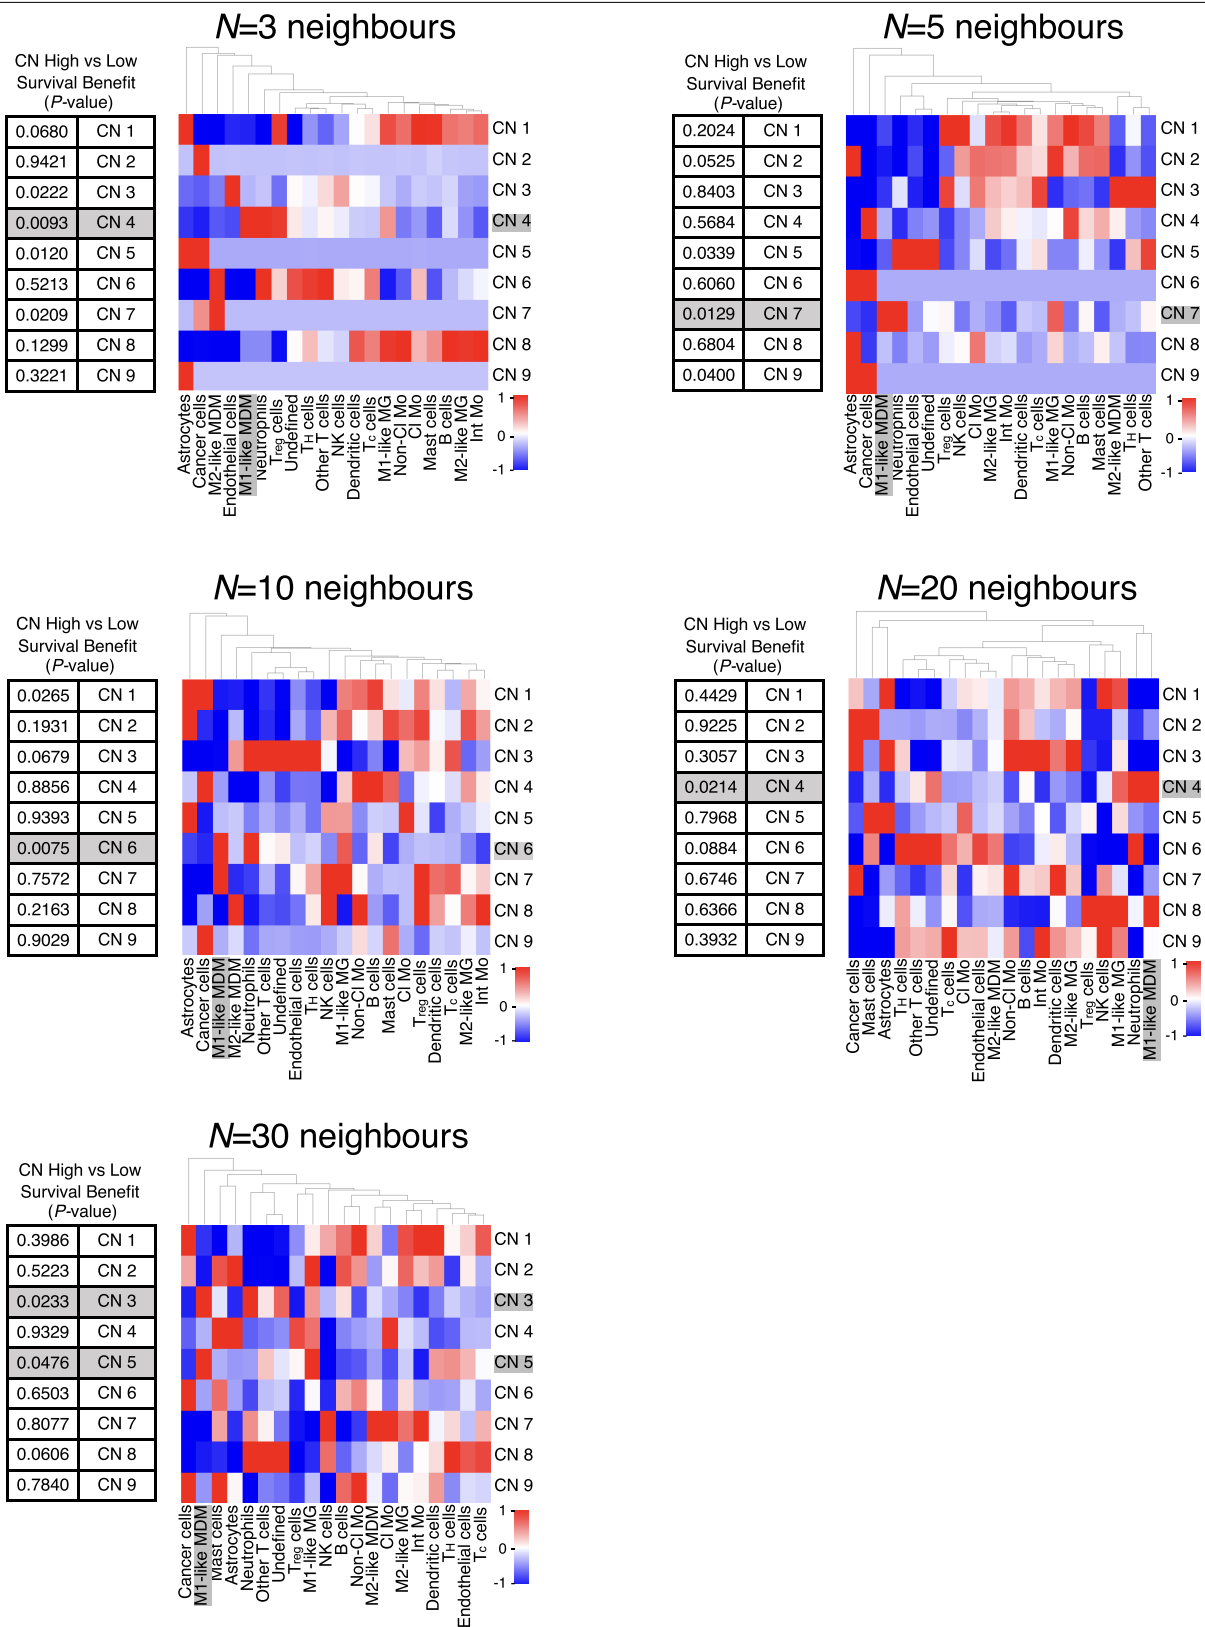 N=3 neighbours
CN High vs Low
Survival Benefit
(P-value)
0.0680 CN 1
0.9421 CN 2
0.0222 CN 3
0.0093 CN 4
0.0120 CN 5
0.5213 CN 6
0.0209 CN 7
0.1299 CN 8
0.3221 CN 9
CN 1
CN 2
CN 3
CN 4
CN 5
CN 6
CN 7
CN 8
CN 9
Astrocytes
Cancer cells
M2-like MDM
Endothelial cells
M1-like MDM
Neutrophils
Treg cells
Undefined
TH cells
Other T cells
NK cells
Dendritic cells
Tc cells
M1-like MG
Non-Cl Mo
Cl Mo
Mast cells
B cells
M2-like MG
Int Mo
1
0
-1
N=5 neighbours
CN High vs Low
Survival Benefit
(P-value)
0.2024 CN 1
0.0525 CN 2
0.8403 CN 3
0.5684 CN 4
0.0339 CN 5
0.6060 CN 6
0.0129 CN 7
0.6804 CN 8
0.0400 CN 9
CN 1
CN 2
CN 3
CN 4
CN 5
CN 6
CN 7
CN 8
CN 9
Astrocytes
Cancer cells
M1-like MDM
Neutrophils
Endothelial cells
Undefined
Treg cells
NK cells
Cl Mo
M2-like MG
Int Mo
Dendritic cells
Tc cells
M1-like MG
Non-Cl Mo
B cells
Mast cells
M2-like MDM
TH cells
Other T cells
1
0
-1
N=10 neighbours
CN High vs Low
Survival Benefit
(P-value)
0.0265 CN 1
0.1931 CN 2
0.0679 CN 3
0.8856 CN 4
0.9393 CN 5
0.0075 CN 6
0.7572 CN 7
0.2163 CN 8
0.9029 CN 9
CN 1
CN 2
CN 3
CN 4
CN 5
CN 6
CN 7
CN 8
CN 9
Astrocytes
Cancer cells
M1-like MDM
M2-like MDM
Neutrophils
Other T cells
Undefined
Endothelial cells
TH cells
NK cells
M1-like MG
Non-Cl Mo
B cells
Mast cells
Cl Mo
Treg cells
Dendritic cells
Tc cells
M2-like MG
Int Mo
1
0
-1
N=20 neighbours
CN High vs Low
Survival Benefit
(P-value)
0.4429 CN 1
0.9225 CN 2
0.3057 CN 3
0.0214 CN 4
0.7968 CN 5
0.0884 CN 6
0.6746 CN 7
0.6366 CN 8
0.3932 CN 9
CN 1
CN 2
CN 3
CN 4
CN 5
CN 6
CN 7
CN 8
CN 9
Cancer cells
Mast cells
Astrocytes
TH cells
Other T cells
Undefined
Tc cells
Cl Mo
Endothelial cells
M2-like MDM
Non-Cl Mo
B cells
Int Mo
Dendritic cells
M2-like MG
Treg cells
NK cells
M1-like MG
Neutrophils
M1-like MDM
1
0
-1
N=30 neighbours
CN High vs Low
Survival Benefit
(P-value)
0.3986 CN 1
0.5223 CN 2
0.0233 CN 3
0.9329 CN 4
0.0476 CN 5
0.6503 CN 6
0.8077 CN 7
0.0606 CN 8
0.7840 CN 9
CN 1
CN 2
CN 3
CN 4
CN 5
CN 6
CN 7
CN 8
CN 9
Cancer cells
M1-like MDM
Mast cells
Astrocytes
Neutrophils
Other T cells
Undefined
Treg cells
M1-like MG
NK cells
B cells
Non-Cl Mo
M2-like MDM
Cl Mo
M2-like MG
Int Mo
Dendritic cells
TH cells
Endothelial cells
Tc cells
1
0
-1